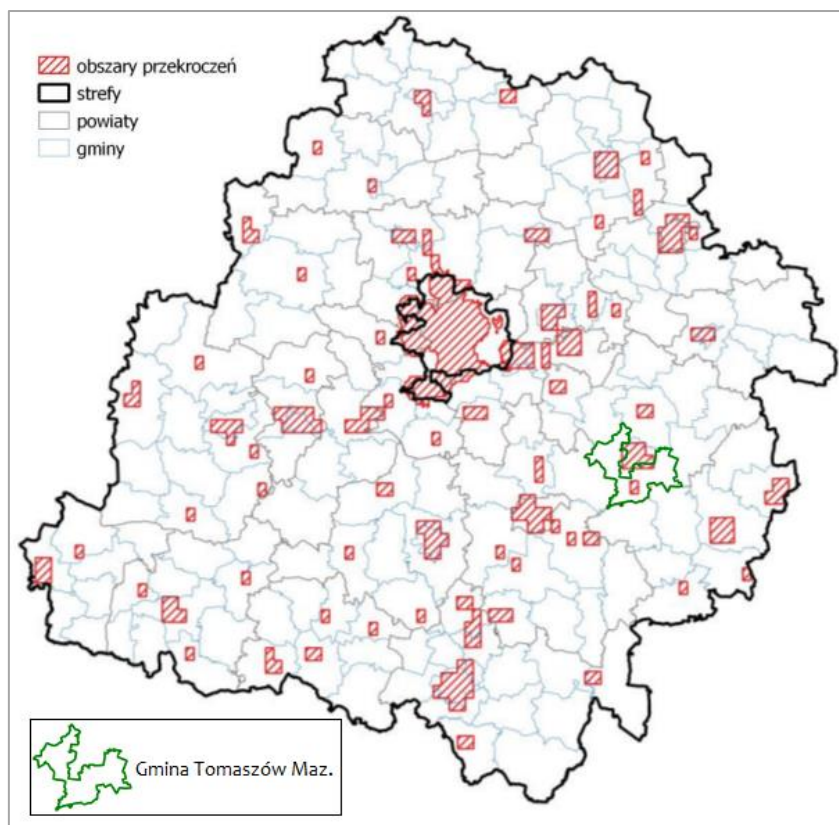 obszary przekroczeń
strefy
powiaty
gminy
Gmina Tomaszów Maz.